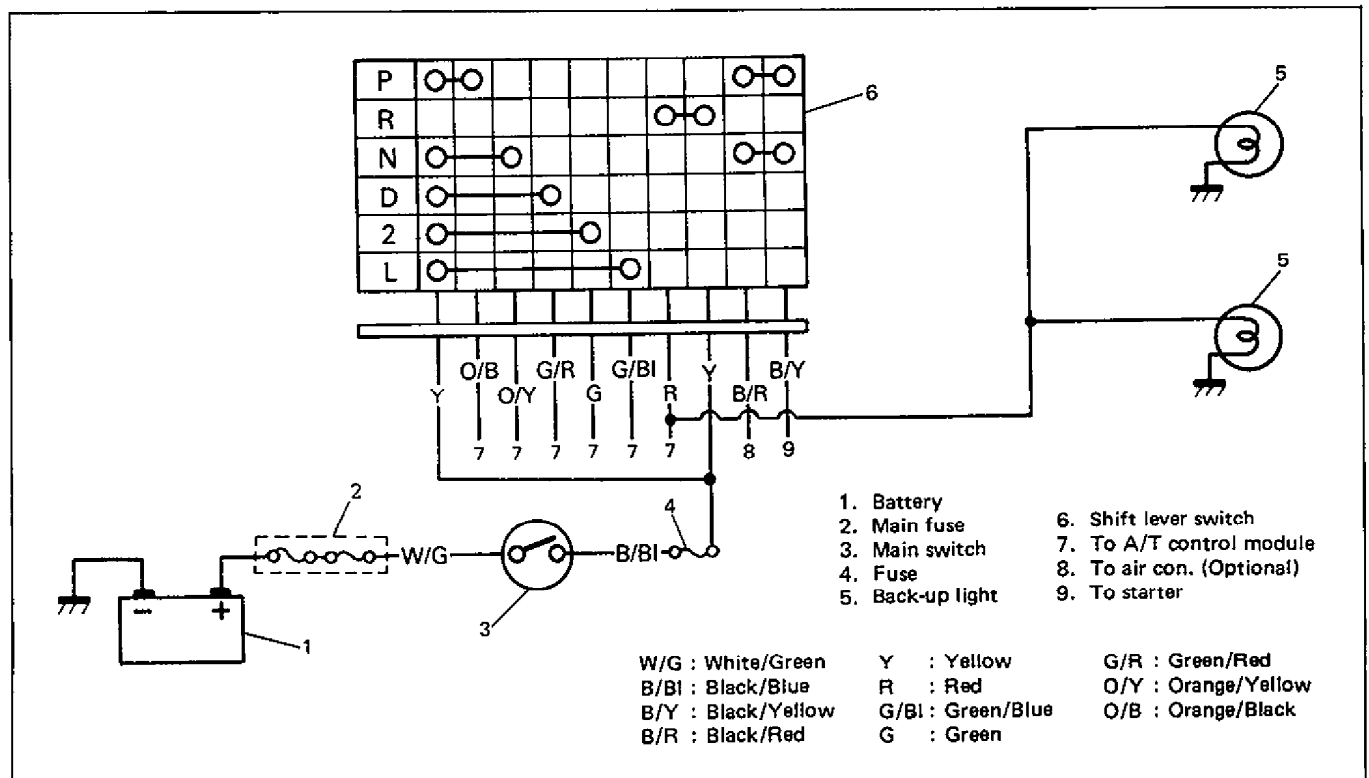 P
R
N
D
2
L
6
5
5
O/B
G/R
G/Bl
Y
B/Y
Y
O/Y
G
R
B/R
7
7
7
7
7
7
8
9
2
W/G
3
B/Bl
4
- +
1
1. Battery
2. Main fuse
3. Main switch
4. Fuse
5. Back-up light
6. Shift lever switch
7. To A/T control module
8. To air con. (Optional)
9. To starter
W/G : White/Green
B/Bl : Black/Blue
B/Y : Black/Yellow
B/R : Black/Red
Y : Yellow
R : Red
G/Bl : Green/Blue
G : Green
G/R : Green/Red
O/Y : Orange/Yellow
O/B : Orange/Black